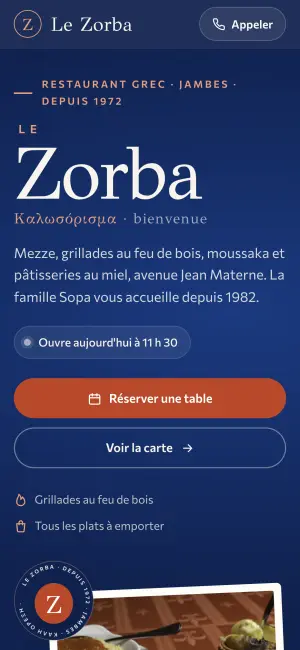 Z Le Zorba
Appeler
RESTAURANT GREC · JAMBES ·
DEPUIS 1972
LE
Zorba
Καλωσόρισμα · bienvenue
Mezze, grillades au feu de bois, moussaka et
pâtisseries au miel, avenue Jean Materne. La
famille Sopa vous accueille depuis 1982.
Ouvre aujourd'hui à 11 h 30
Réserver une table
Voir la carte →
Grillades au feu de bois
Tous les plats à emporter
LE ZORBA · DEPUIS 1972 · JAMBES ·
Z